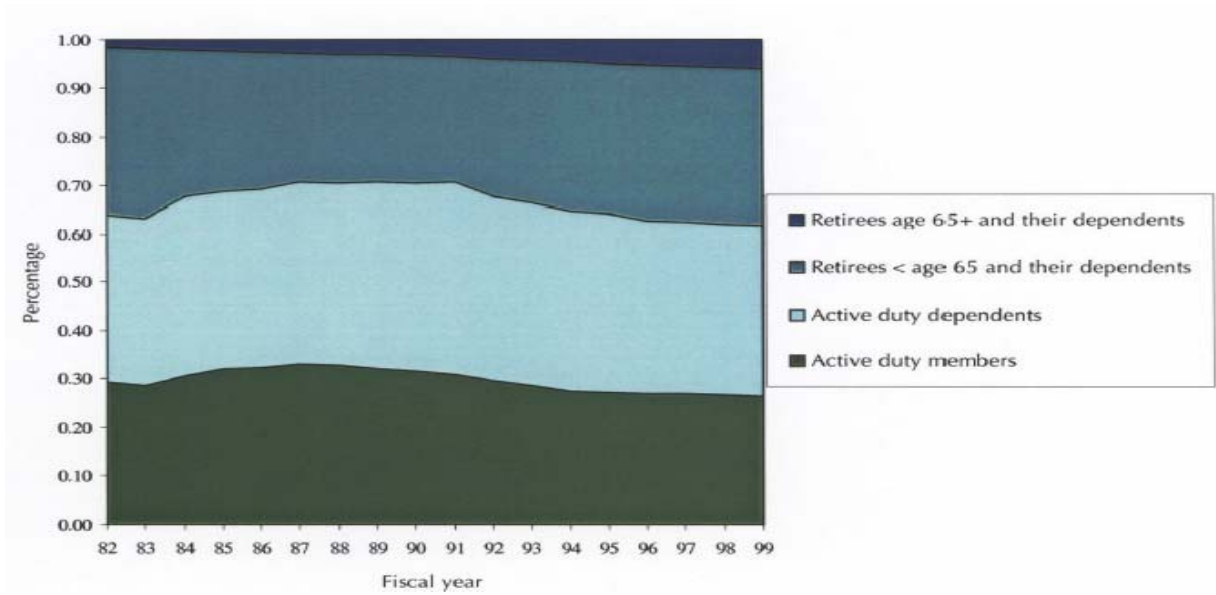 1.00
0.90
0.80
0.70
0.60
0.50
0.40
0.30
0.20
0.10
0.00
Percentage
82 83 84 85 86 87 88 89 90 91 92 93 94 95 96 97 98 99
Fiscal year
Retirees age 65+ and their dependents
Retirees < age 65 and their dependents
Active duty dependents
Active duty members